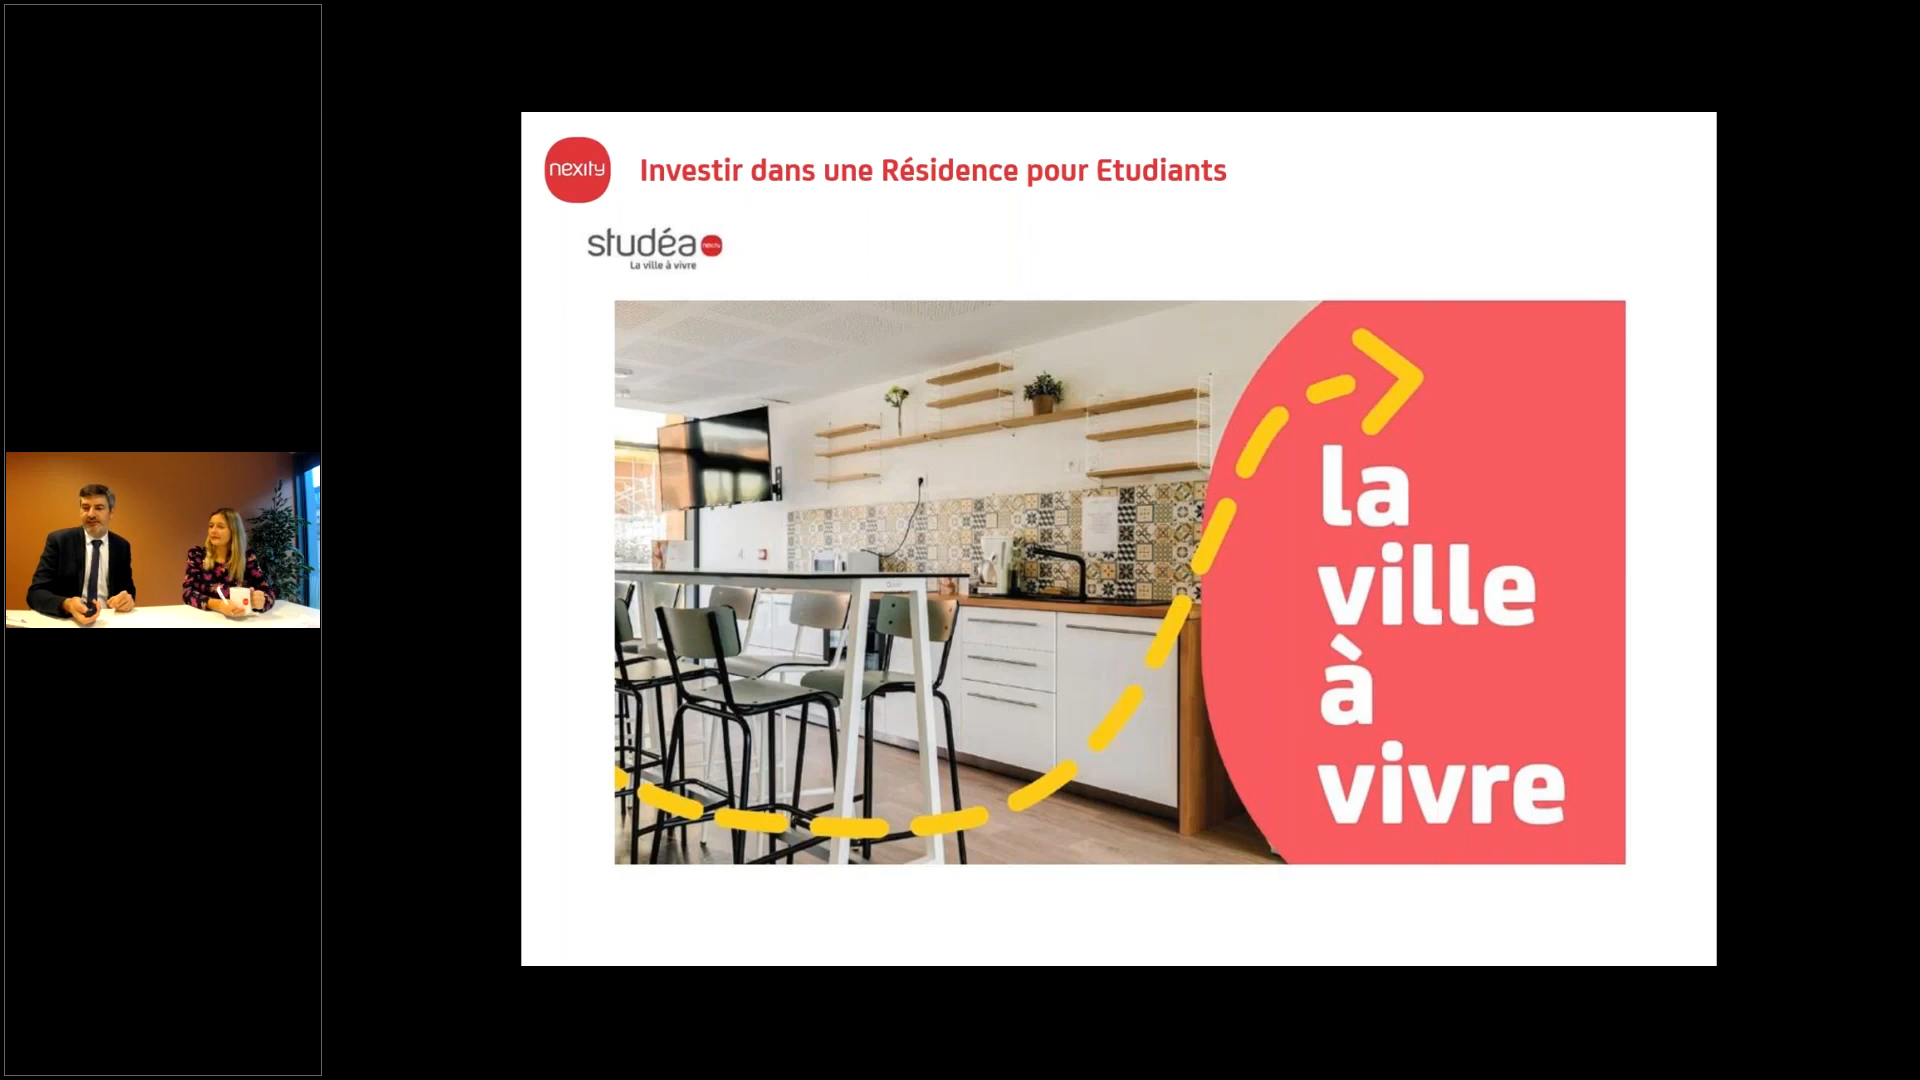 nexity
Investir dans une Résidence pour Etudiants
studéa
nexity
La ville à vivre
la
ville
à
vivre